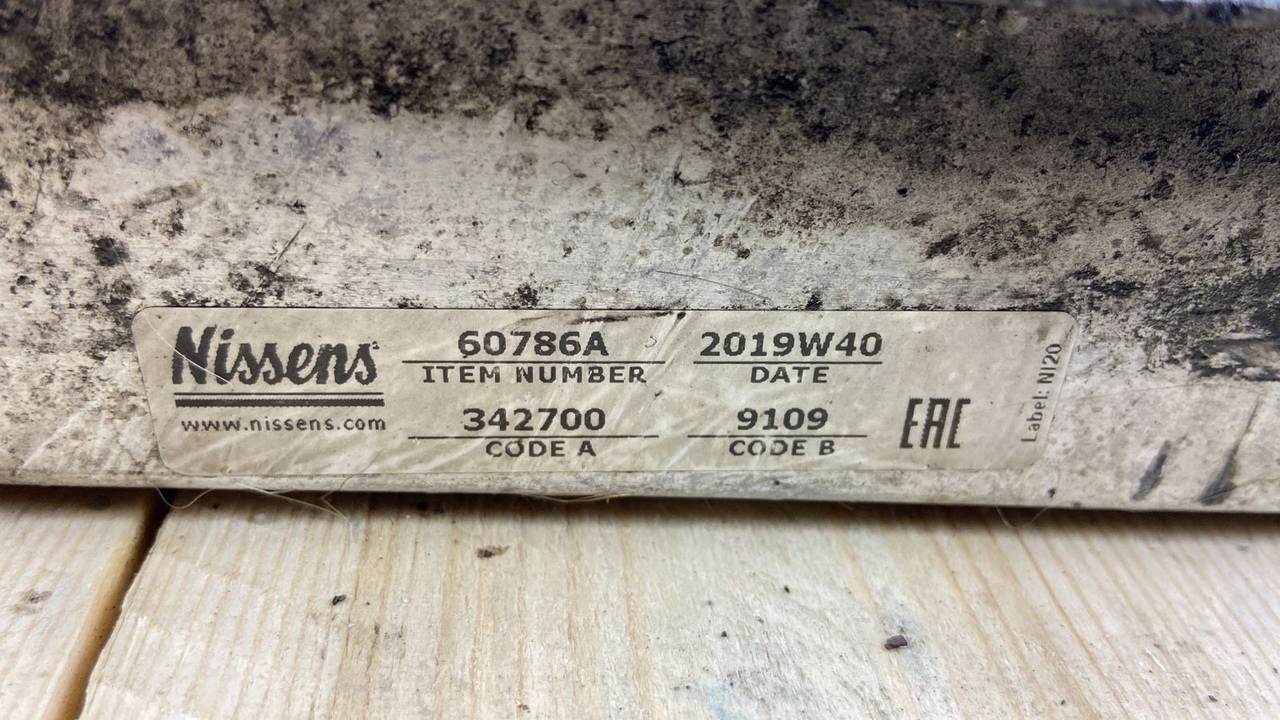 Nissens
www.nissens.com
60786A
ITEM NUMBER
342700
CODE A
2019W40
DATE
9109
CODE B
EAC
Label: NI20